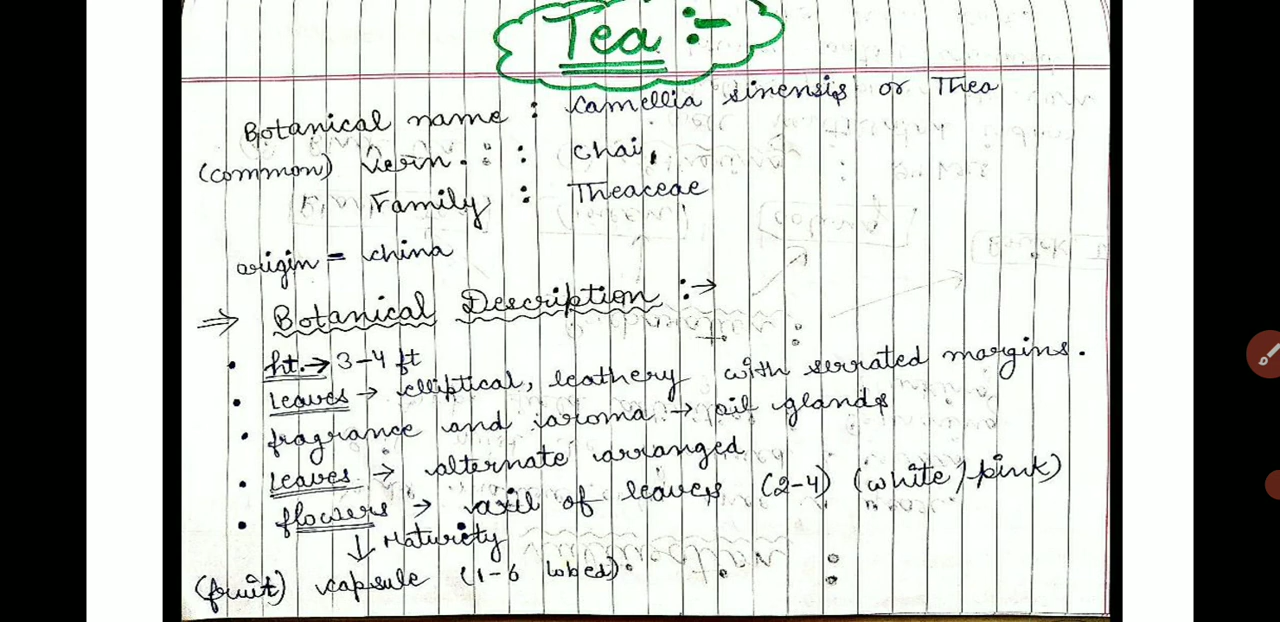 Tea :-
Botanical name : Camellia sinensis or Thea
(common) Vern. : : Chai,
Family : Theaceae
origin = china
⇒ Botanical Description :→
• ht. → 3-4 ft
• Leaves → elliptical, leathery with serrated margins.
• fragrance and aroma → oil glands
• Leaves → alternate arranged
• flowers → axil of leaves (2-4) (white/pink)
↓ Maturity
(fruit) capsule (1-6 lobed).